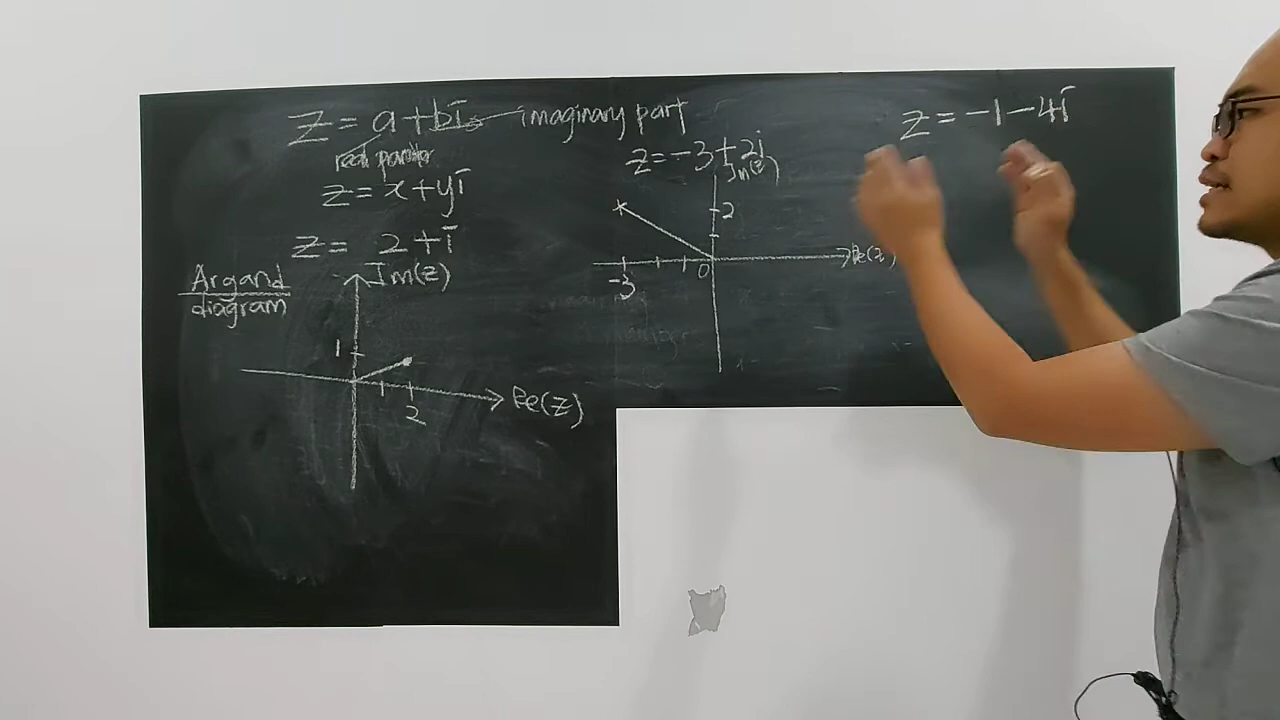 z = a + bi imaginary part
real part
z = x + yi
z = 2 + i
Argand
diagram
Im(z)
1
2
Re(z)
z = -3 + 2i
Im(z)
2
-3
0
Re(z)
z = -1 - 4i